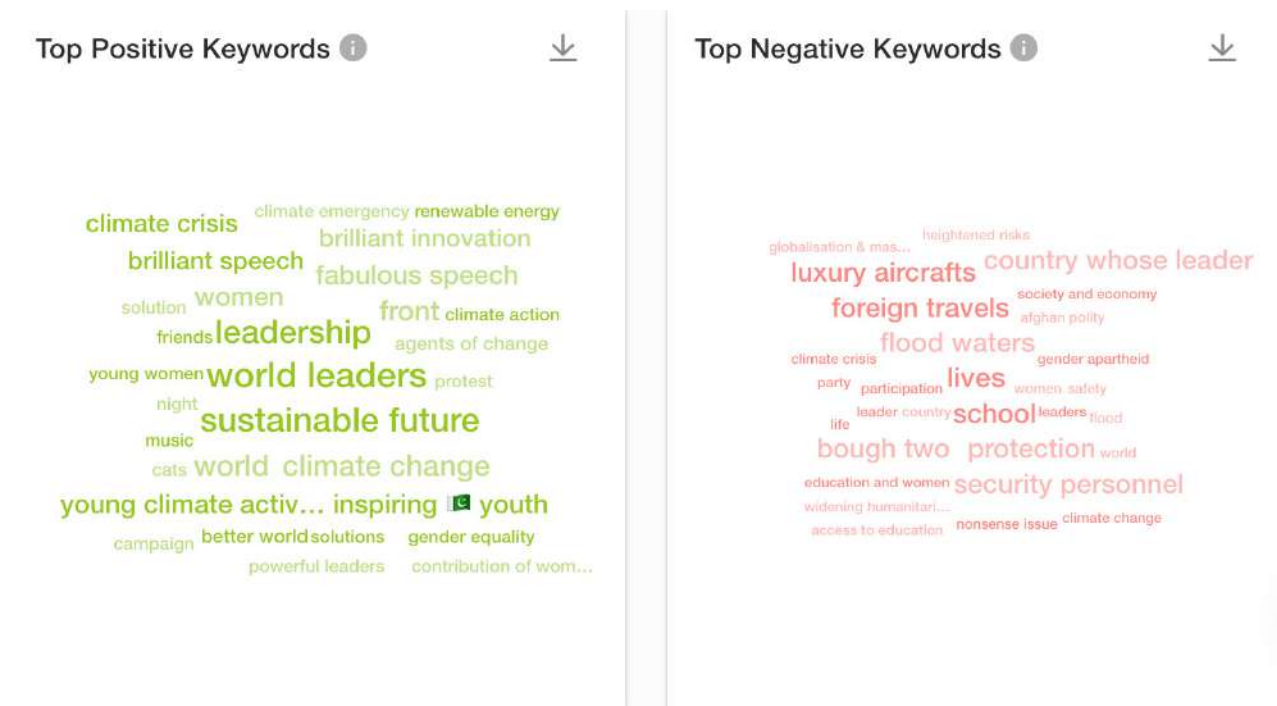 Top Positive Keywords
climate emergency renewable energy
climate crisis
brilliant innovation
brilliant speech
fabulous speech
women
solution
front climate action
friends leadership
agents of change
young women world leaders protest
night
sustainable future
music
cats world climate change
young climate activ... inspiring 🇵🇰 youth
better world solutions gender equality
campaign
powerful leaders contribution of wom...
Top Negative Keywords
heightened risks
globalisation & mas...
country whose leader
luxury aircrafts
society and economy
foreign travels
afghan polity
flood waters
climate crisis
gender apartheid
party participation lives women safety
leader country school leaders flood
life
bough two protection world
education and women security personnel
widening humanitari...
nonsense issue climate change
access to education